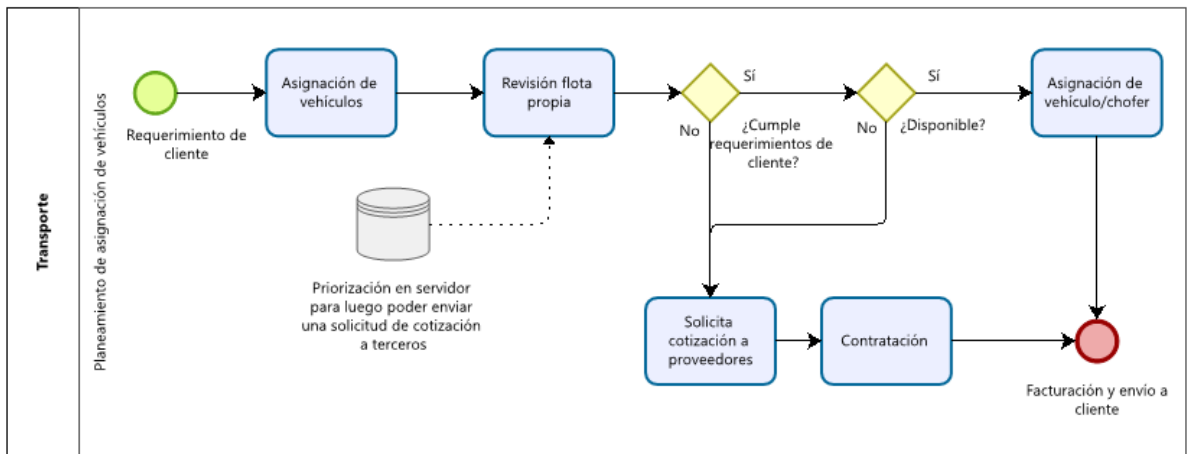 Transporte
Planeamiento de asignación de vehículos
Requerimiento de
cliente
Asignación de
vehículos
Revisión flota
propia
Priorización en servidor
para luego poder enviar
una solicitud de cotización
a terceros
Sí
No
¿Cumple
requerimientos de
cliente?
Sí
No
¿Disponible?
Asignación de
vehículo/chofer
Solicita
cotización a
proveedores
Contratación
Facturación y envío a
cliente